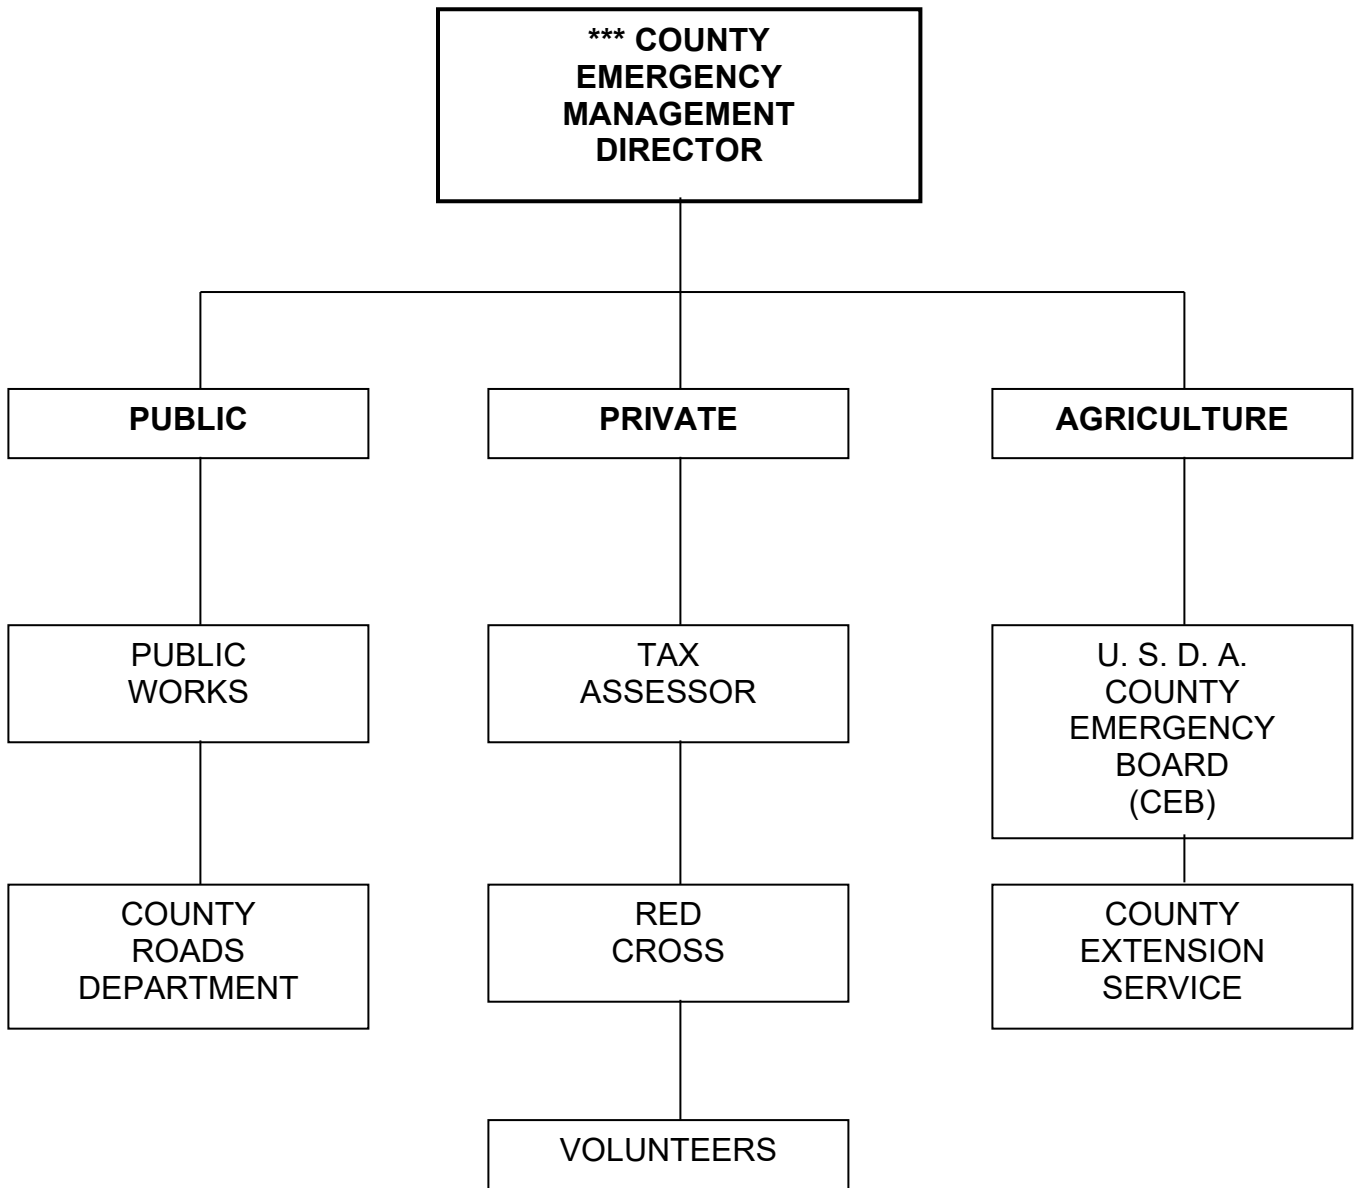 *** COUNTY
EMERGENCY
MANAGEMENT
DIRECTOR
PUBLIC
PRIVATE
AGRICULTURE
PUBLIC
WORKS
TAX
ASSESSOR
U. S. D. A.
COUNTY
EMERGENCY
BOARD
(CEB)
COUNTY
ROADS
DEPARTMENT
RED
CROSS
COUNTY
EXTENSION
SERVICE
VOLUNTEERS